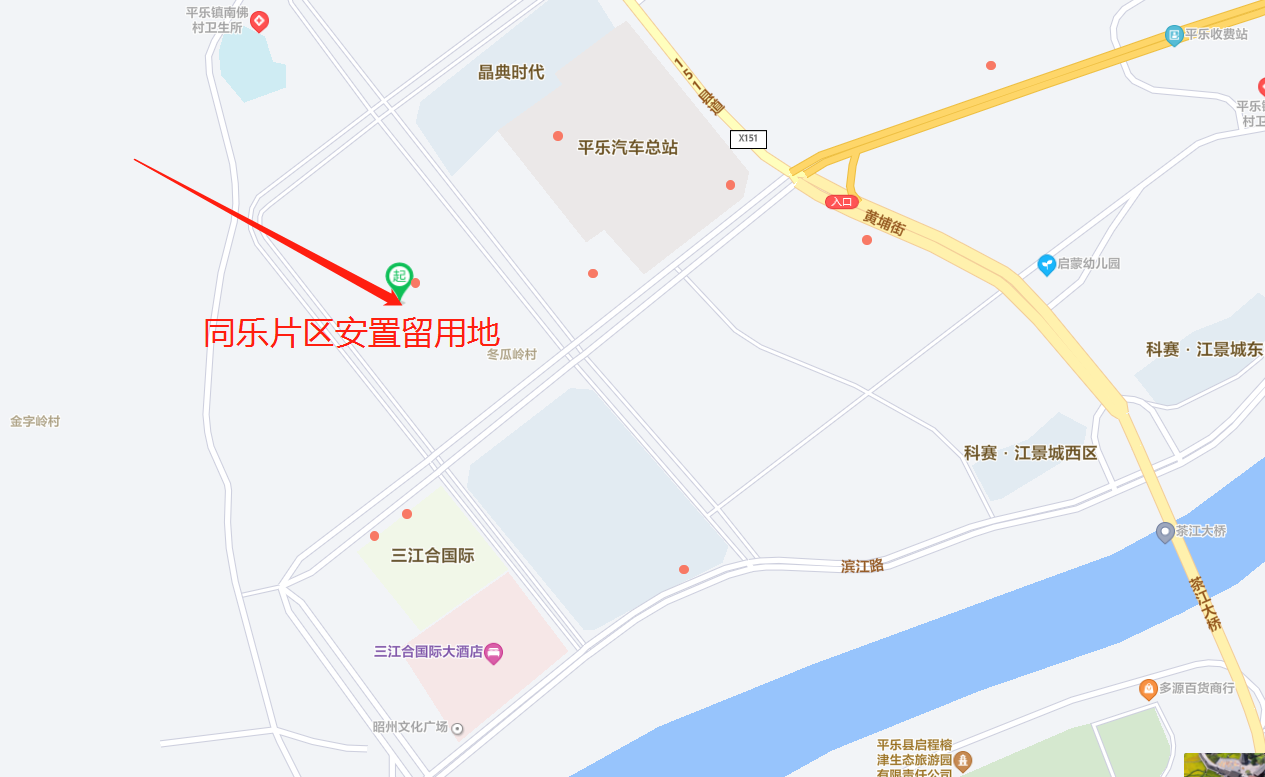 平乐镇南佛
村卫生所
晶典时代
151县道
平乐收费站
平乐镇
村卫
X151
平乐汽车总站
入口
黄埔街
启蒙幼儿园
起
同乐片区安置留用地
冬瓜岭村
科赛·江景城东
金字岭村
科赛·江景城西区
三江合国际
茶江大桥
滨江路
茶江大桥
三江合国际大酒店
多源百货商行
昭州文化广场
平乐县启程榕
津生态旅游园
有限责任公司